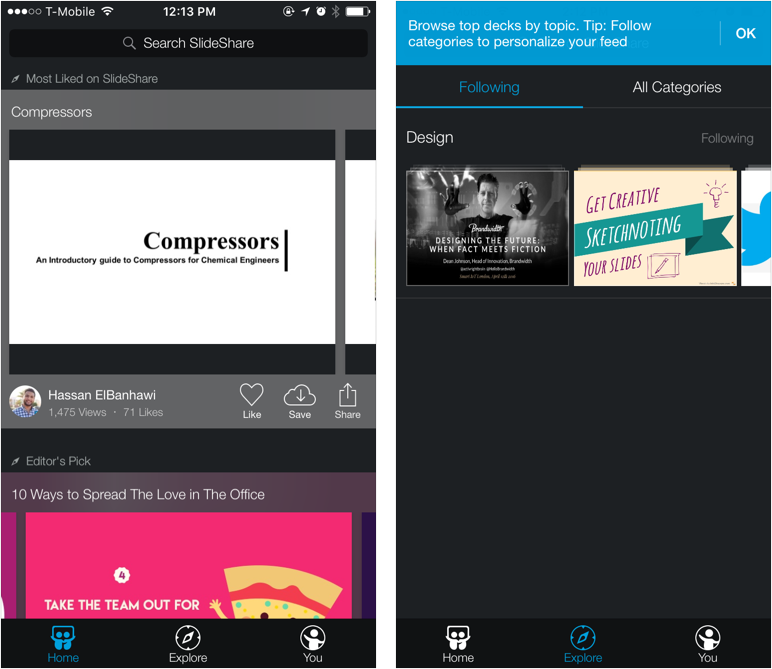 T-Mobile 12:13 PM
Search SlideShare
Most Liked on SlideShare
Compressors
Compressors
An Introductory guide to Compressors for Chemical Engineers
Hassan ElBanhawi
1,475 Views · 71 Likes
Like Save Share
Editor's Pick
10 Ways to Spread The Love in The Office
4
TAKE THE TEAM OUT FOR
Home Explore You
Browse top decks by topic. Tip: Follow
categories to personalize your feed
OK
Following All Categories
Design Following
Brandwidth
DESIGNING THE FUTURE:
WHEN FACT MEETS FICTION
Dean Johnson, Head of Innovation, Brandwidth
GET CREATIVE
SKETCHNOTING
YOUR SLIDES
Home Explore You